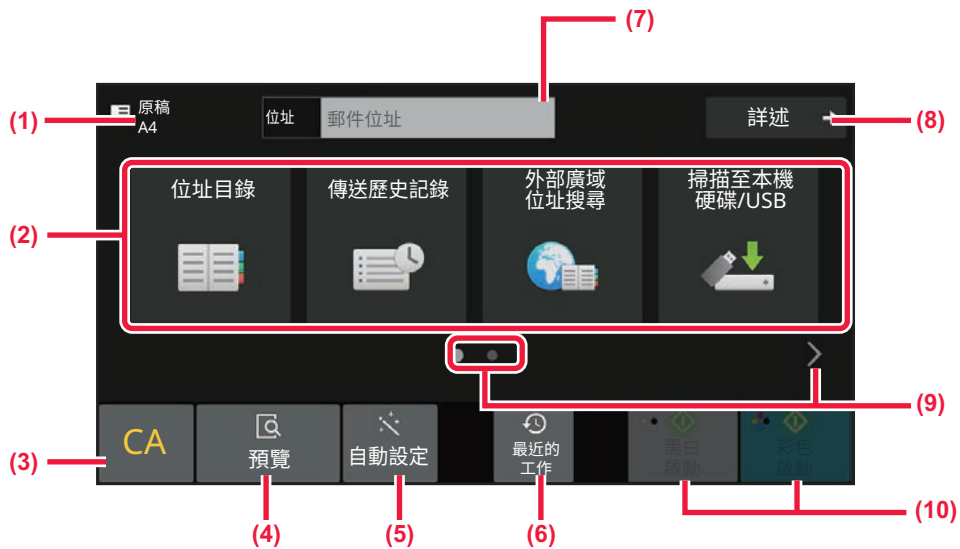 (7)
原稿
A4
位址
郵件位址
詳述
(1)
(8)
位址目錄
傳送歷史記錄
外部廣域
位址搜尋
掃描至本機
硬碟/USB
(2)
(9)
CA
預覽
自動設定
最近的
工作
黑白
啟動
彩色
啟動
(3)
(4)
(5)
(6)
(10)